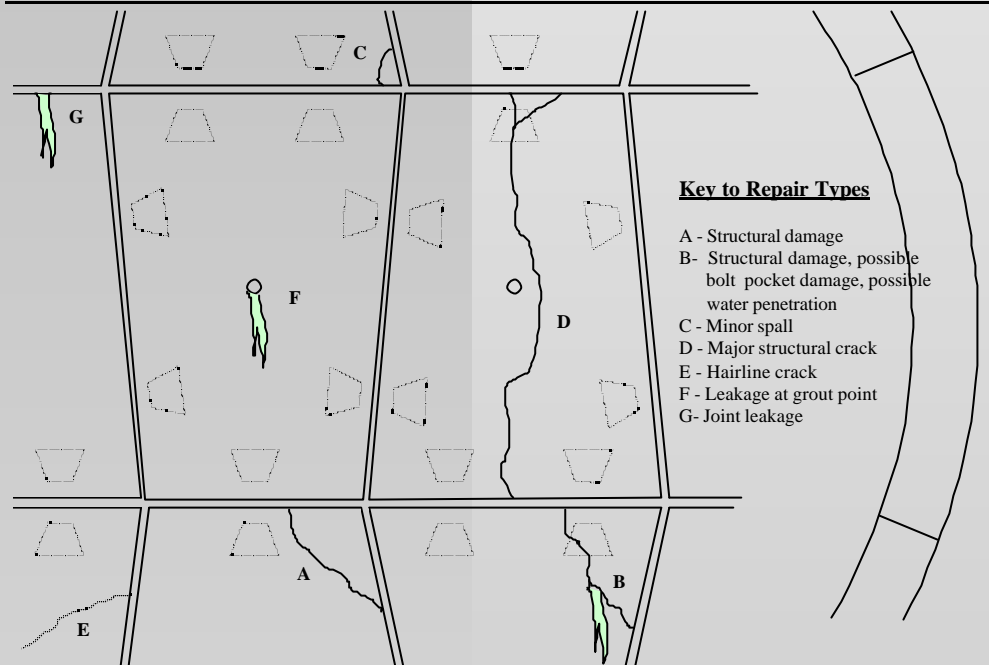 C
G
Key to Repair Types
A - Structural damage
B- Structural damage, possible
bolt pocket damage, possible
water penetration
C - Minor spall
D - Major structural crack
E - Hairline crack
F - Leakage at grout point
G- Joint leakage
F
D
A
B
E